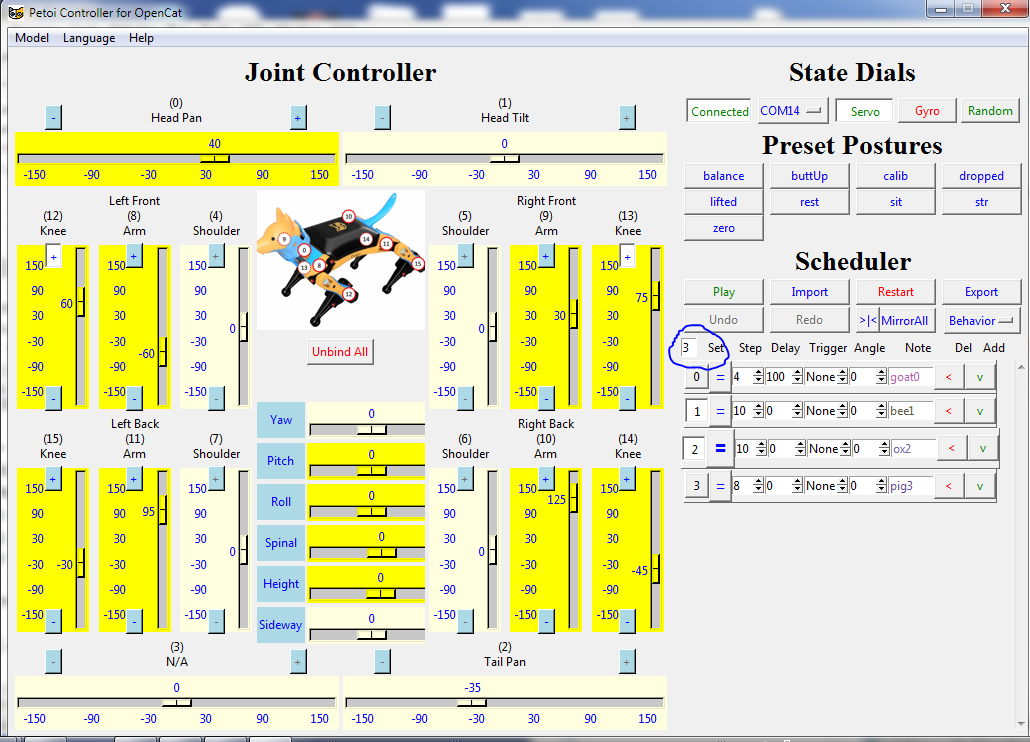 Petoi Controller for OpenCat
Model Language Help
Joint Controller
(0)
- Head Pan +
40
-150 -90 -30 30 90 150
(1)
- Head Tilt +
0
-150 -90 -30 30 90 150
Left Front
(12) (8) (4)
Knee Arm Shoulder
150 + 150 + 150 +
90 90 90
60
30 30 30
0
-30 -30 -30
-60
-90 -90 -90
-150 - -150 - -150 -
10
9 0 14 11
13 8 15
12
Unbind All
Right Front
(5) (9) (13)
Shoulder Arm Knee
150 + 150 + 150 +
90 90 90
75
30 30 30
0 30
-30 -30 -30
-90 -90 -90
-150 - -150 - -150 -
Left Back
(15) (11) (7)
Knee Arm Shoulder
150 + 150 + 150 +
90 90 90
95
30 30 30
0
-30 -30 -30
-30
-90 -90 -90
-150 - -150 - -150 -
Yaw 0
Pitch 0
Roll 0
Spinal 0
Height 0
Sideway 0
Right Back
(6) (10) (14)
Shoulder Arm Knee
150 + 150 + 150 +
125
90 90 90
30 30 30
0
-30 -30 -30
-45
-90 -90 -90
-150 - -150 - -150 -
(3)
- N/A +
0
-150 -90 -30 30 90 150
(2)
- Tail Pan +
-35
-150 -90 -30 30 90 150
State Dials
Connected COM14 Servo Gyro Random
Preset Postures
balance buttUp calib dropped
lifted rest sit str
zero
Scheduler
Play Import Restart Export
Undo Redo >|< MirrorAll Behavior
3 Set Step Delay Trigger Angle Note Del Add
0 = 4 100 None 0 goat0 < v
1 = 10 0 None 0 bee1 < v
2 = 10 0 None 0 ox2 < v
3 = 8 0 None 0 pig3 < v